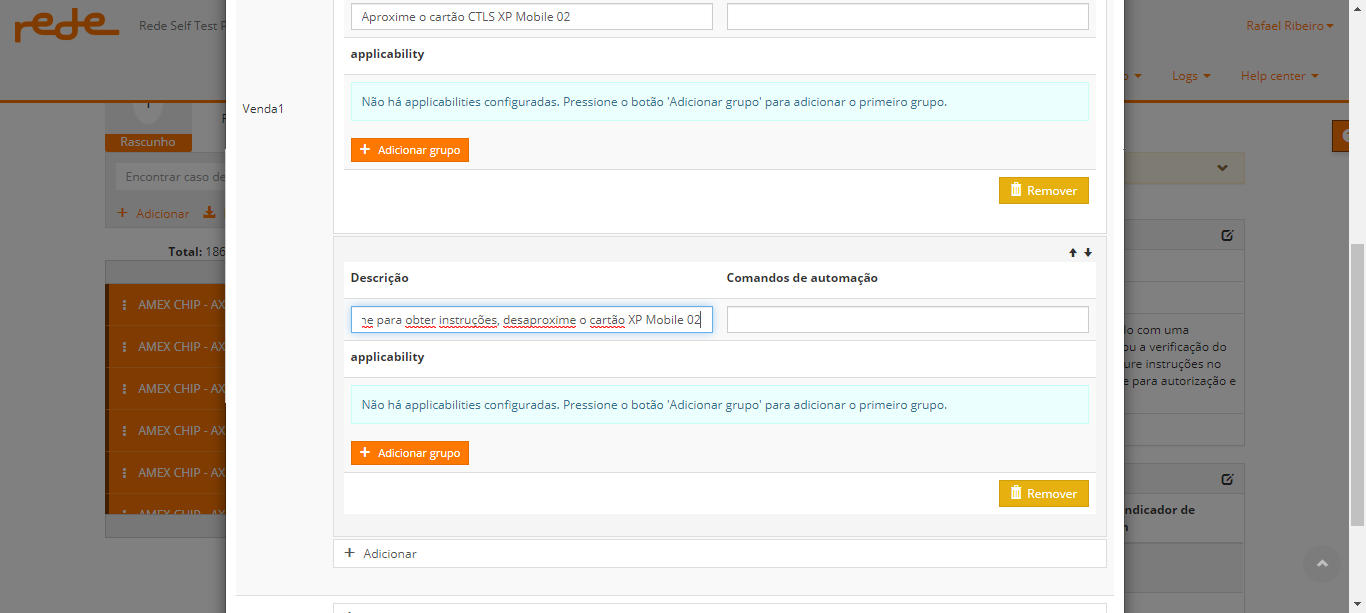 rede
Rede Self Test
Rafael Ribeiro
Logs
Help center
Rascunho
Encontrar caso de
Adicionar
Total: 186
AMEX CHIP - AX
AMEX CHIP - AX
AMEX CHIP - AX
AMEX CHIP - AX
AMEX CHIP - AX
AMEX CHIP - AX
Venda1
Aproxime o cartão CTLS XP Mobile 02
applicability
Não há applicabilities configuradas. Pressione o botão 'Adicionar grupo' para adicionar o primeiro grupo.
Adicionar grupo
Remover
Descrição
Comandos de automação
ne para obter instruções, desaproxime o cartão XP Mobile 02
applicability
Não há applicabilities configuradas. Pressione o botão 'Adicionar grupo' para adicionar o primeiro grupo.
Adicionar grupo
Remover
Adicionar
do com uma
ou a verificação do
ure instruções no
e para autorização e
ndicador de